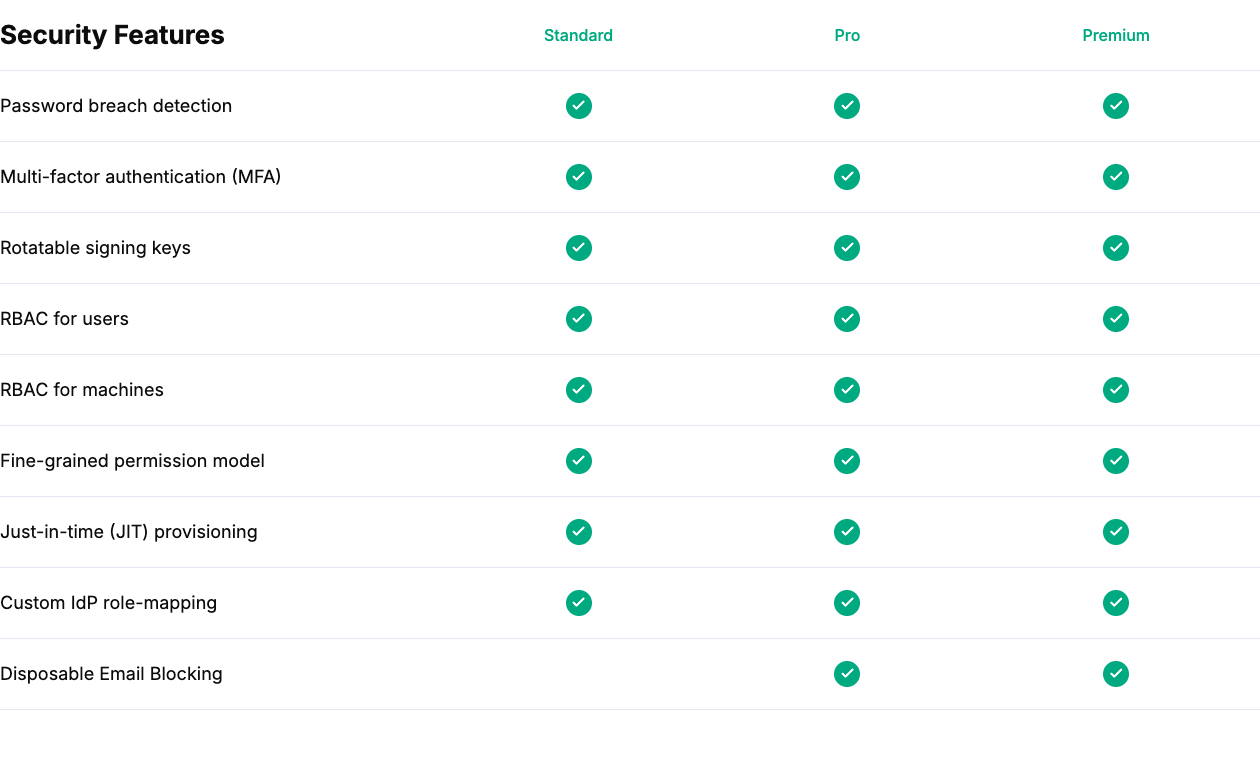 Security Features Standard Pro Premium
Password breach detection
Multi-factor authentication (MFA)
Rotatable signing keys
RBAC for users
RBAC for machines
Fine-grained permission model
Just-in-time (JIT) provisioning
Custom IdP role-mapping
Disposable Email Blocking